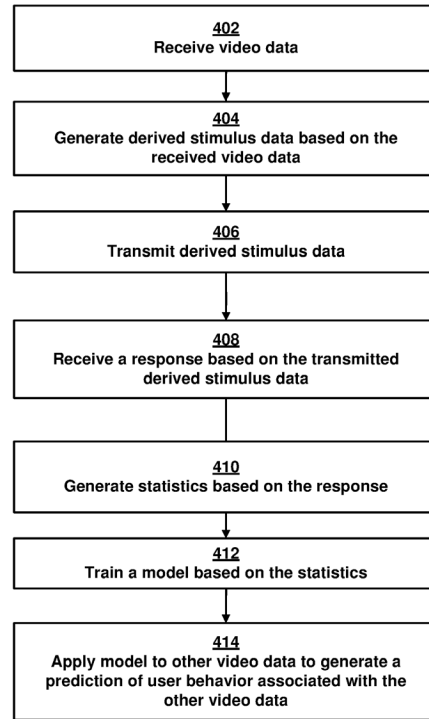 402
Receive video data
404
Generate derived stimulus data based on the
received video data
406
Transmit derived stimulus data
408
Receive a response based on the transmitted
derived stimulus data
410
Generate statistics based on the response
412
Train a model based on the statistics
414
Apply model to other video data to generate a
prediction of user behavior associated with the
other video data